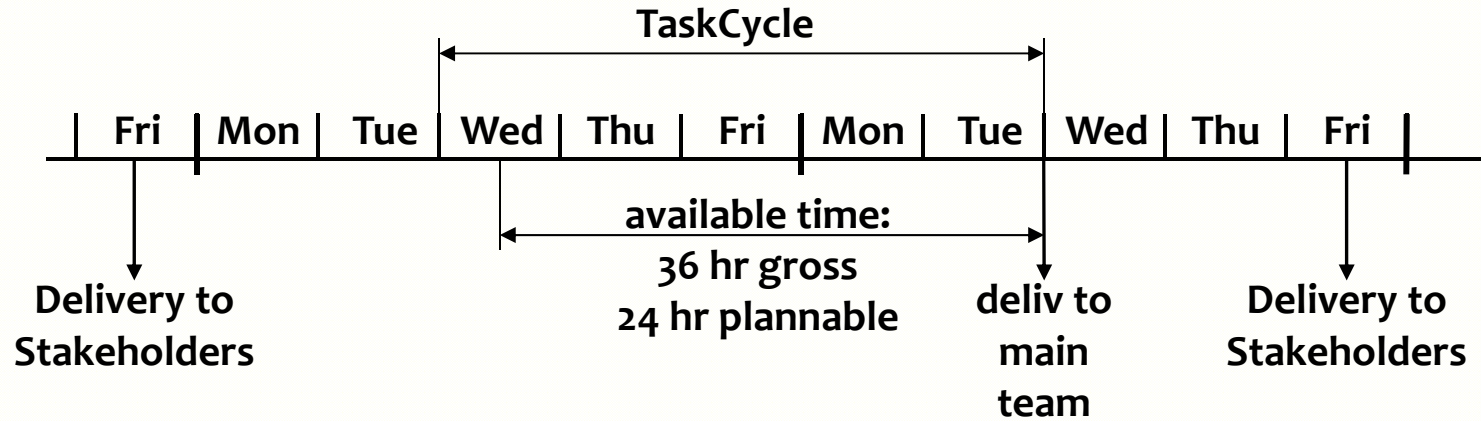 TaskCycle
Fri Mon Tue Wed Thu Fri Mon Tue Wed Thu Fri
available time:
36 hr gross
24 hr plannable
Delivery to
Stakeholders
deliv to
main
team
Delivery to
Stakeholders